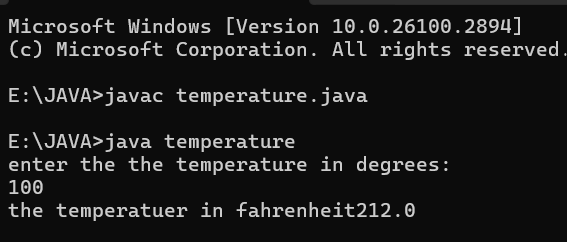 Microsoft Windows [Version 10.0.26100.2894]
(c) Microsoft Corporation. All rights reserved.
E:\JAVA>javac temperature.java
E:\JAVA>java temperature
enter the the temperature in degrees:
100
the temperatuer in fahrenheit212.0